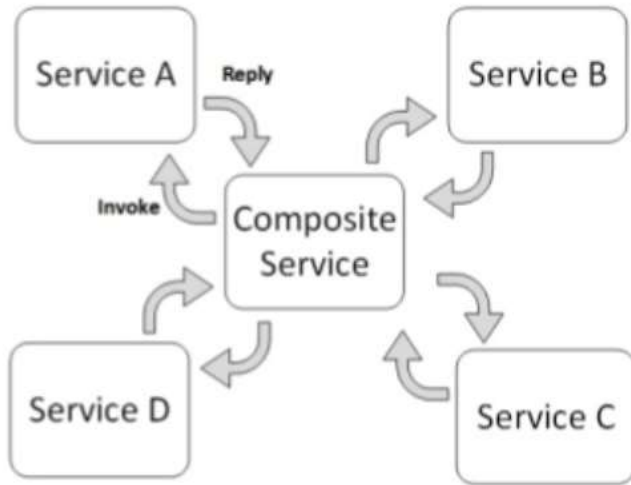 Service A
Reply
Service B
Invoke
Composite
Service
Service D
Service C